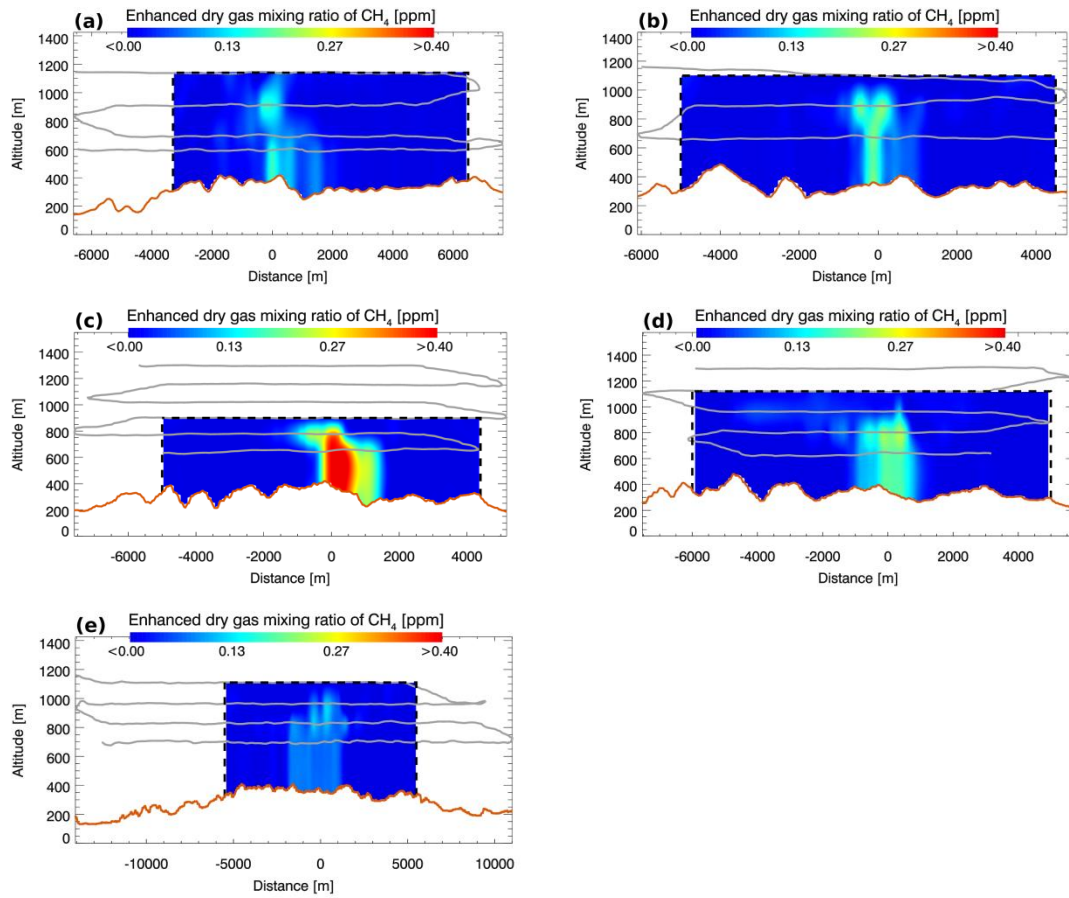 (a) Enhanced dry gas mixing ratio of CH₄ [ppm]
<0.00 0.13 0.27 >0.40
1400
1200
1000
800
600
400
200
0
Altitude [m]
-6000 -4000 -2000 0 2000 4000 6000
Distance [m]
(b) Enhanced dry gas mixing ratio of CH₄ [ppm]
<0.00 0.13 0.27 >0.40
1400
1200
1000
800
600
400
200
0
Altitude [m]
-6000 -4000 -2000 0 2000 4000
Distance [m]
(c) Enhanced dry gas mixing ratio of CH₄ [ppm]
<0.00 0.13 0.27 >0.40
1400
1200
1000
800
600
400
200
0
Altitude [m]
-6000 -4000 -2000 0 2000 4000
Distance [m]
(d) Enhanced dry gas mixing ratio of CH₄ [ppm]
<0.00 0.13 0.27 >0.40
1400
1200
1000
800
600
400
200
0
Altitude [m]
-6000 -4000 -2000 0 2000 4000
Distance [m]
(e) Enhanced dry gas mixing ratio of CH₄ [ppm]
<0.00 0.13 0.27 >0.40
1400
1200
1000
800
600
400
200
0
Altitude [m]
-10000 -5000 0 5000 10000
Distance [m]